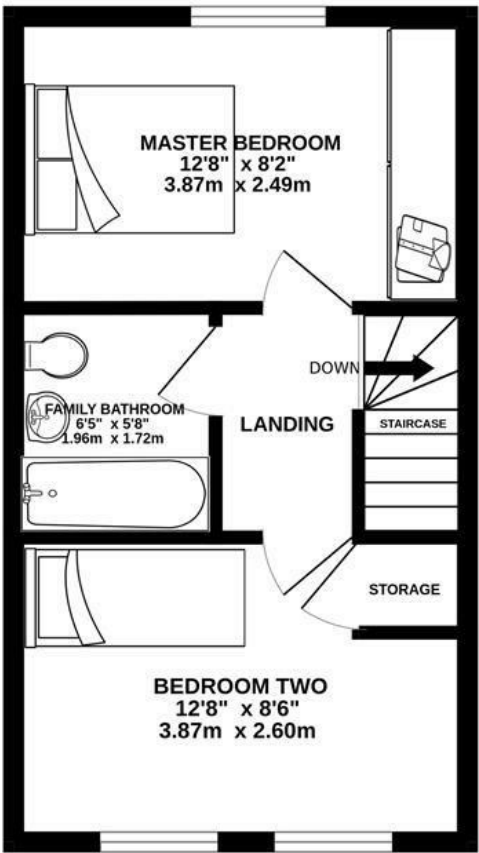 MASTER BEDROOM
12'8" x 8'2"
3.87m x 2.49m
DOWN
FAMILY BATHROOM
6'5" x 5'8"
1.96m x 1.72m
LANDING
STAIRCASE
STORAGE
BEDROOM TWO
12'8" x 8'6"
3.87m x 2.60m